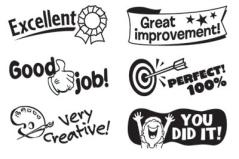 Excellent
Great
improvement!
Good
job!
PERFECT!
100%
Very
Creative!
YOU
DID IT!